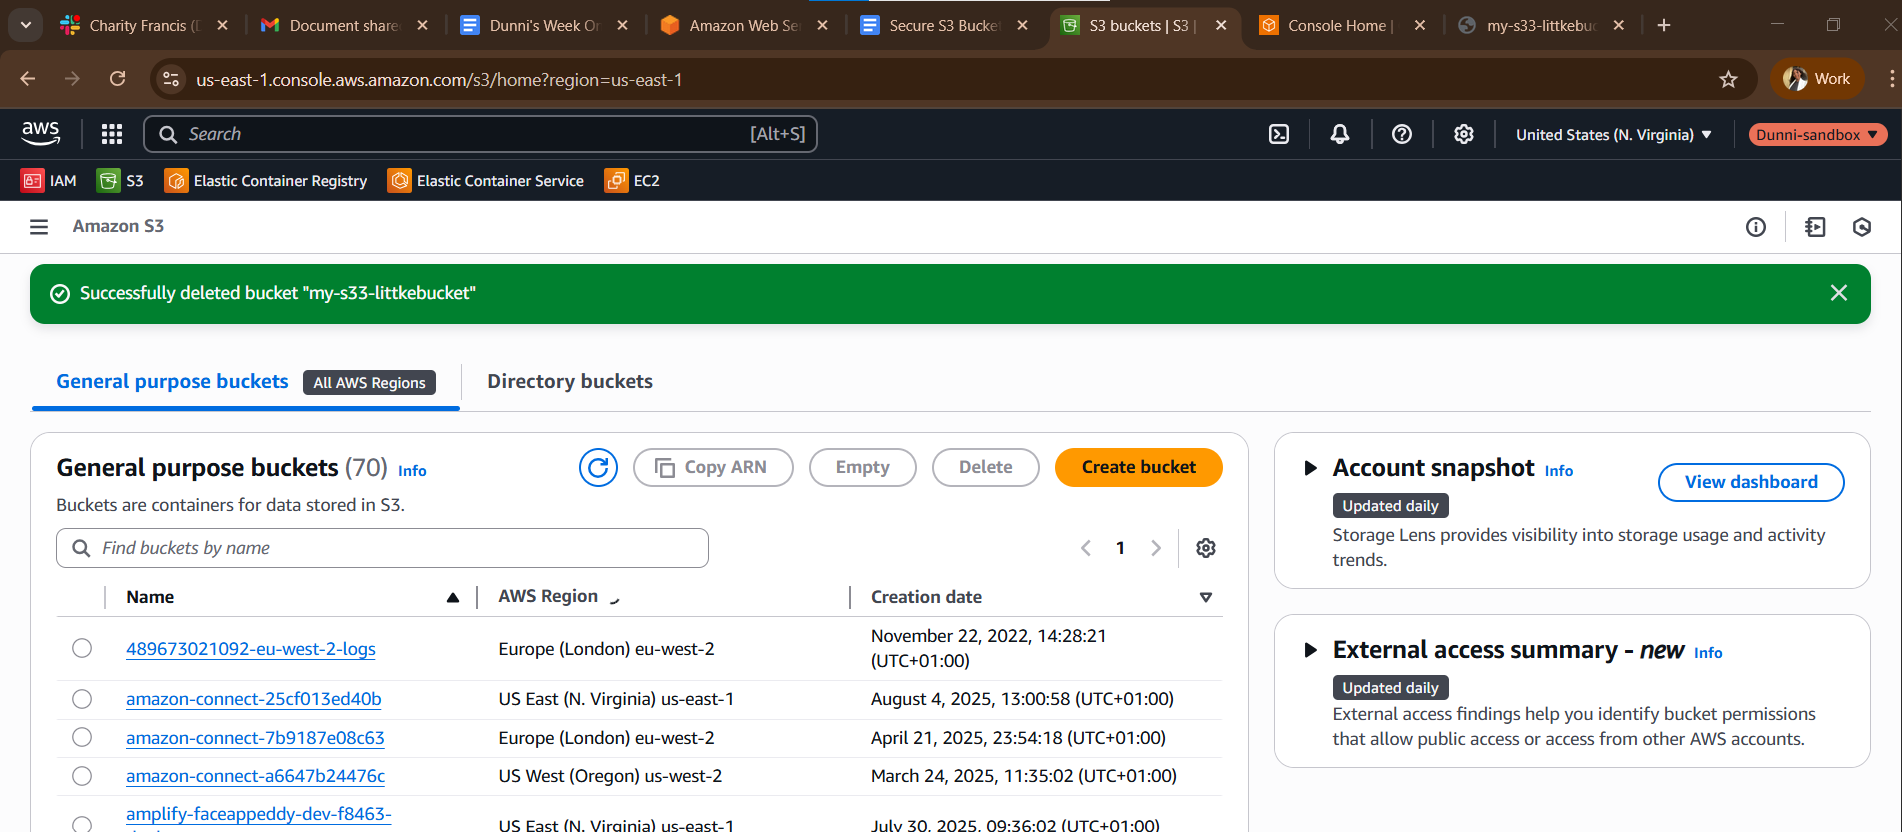 Charity Francis (D
Document share
Dunni's Week On
Amazon Web Ser
Secure S3 Bucket
S3 buckets | S3 |
Console Home |
my-s33-littkebuc
us-east-1.console.aws.amazon.com/s3/home?region=us-east-1
Work
aws
Search
[Alt+S]
United States (N. Virginia)
Dunni-sandbox
IAM
S3
Elastic Container Registry
Elastic Container Service
EC2
Amazon S3
Successfully deleted bucket "my-s33-littkebucket"
General purpose buckets
All AWS Regions
Directory buckets
General purpose buckets (70) Info
Copy ARN
Empty
Delete
Create bucket
Buckets are containers for data stored in S3.
Find buckets by name
1
Name
AWS Region
Creation date
489673021092-eu-west-2-logs
Europe (London) eu-west-2
November 22, 2022, 14:28:21
(UTC+01:00)
amazon-connect-25cf013ed40b
US East (N. Virginia) us-east-1
August 4, 2025, 13:00:58 (UTC+01:00)
amazon-connect-7b9187e08c63
Europe (London) eu-west-2
April 21, 2025, 23:54:18 (UTC+01:00)
amazon-connect-a6647b24476c
US West (Oregon) us-west-2
March 24, 2025, 11:35:02 (UTC+01:00)
amplify-faceappeddy-dev-f8463-
US East (N. Virginia) us-east-1
July 30, 2025, 09:36:02 (UTC+01:00)
Account snapshot Info
View dashboard
Updated daily
Storage Lens provides visibility into storage usage and activity
trends.
External access summary - new Info
Updated daily
External access findings help you identify bucket permissions
that allow public access or access from other AWS accounts.